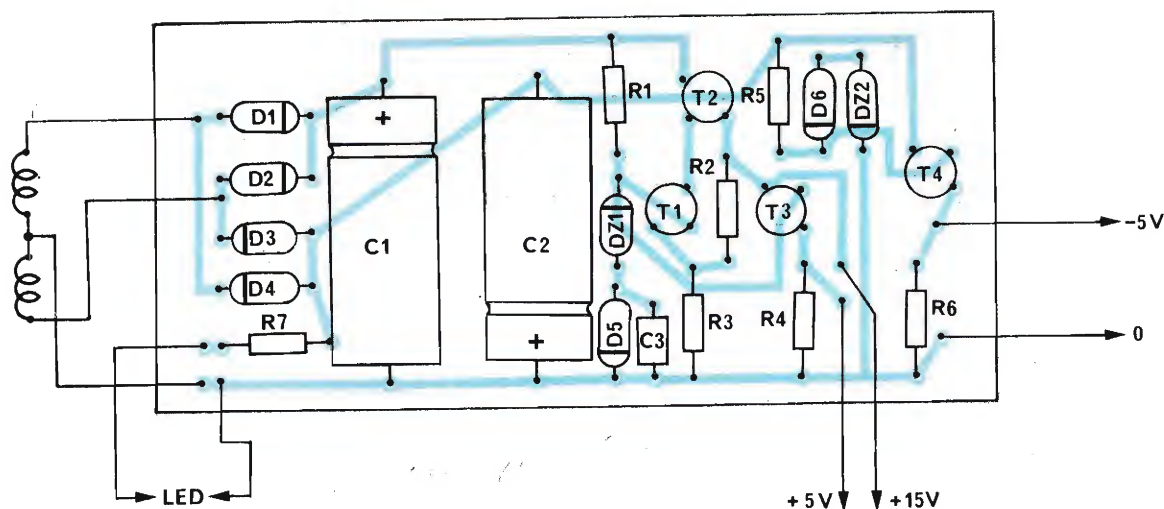 D1
+
R1
T2
R5
D6
DZ2
D2
R2
T4
T1
T3
D3
C1
C2
DZ1
-5V
D4
R7
D5
C3
R3
R4
R6
0
+
LED
+5V
+15V